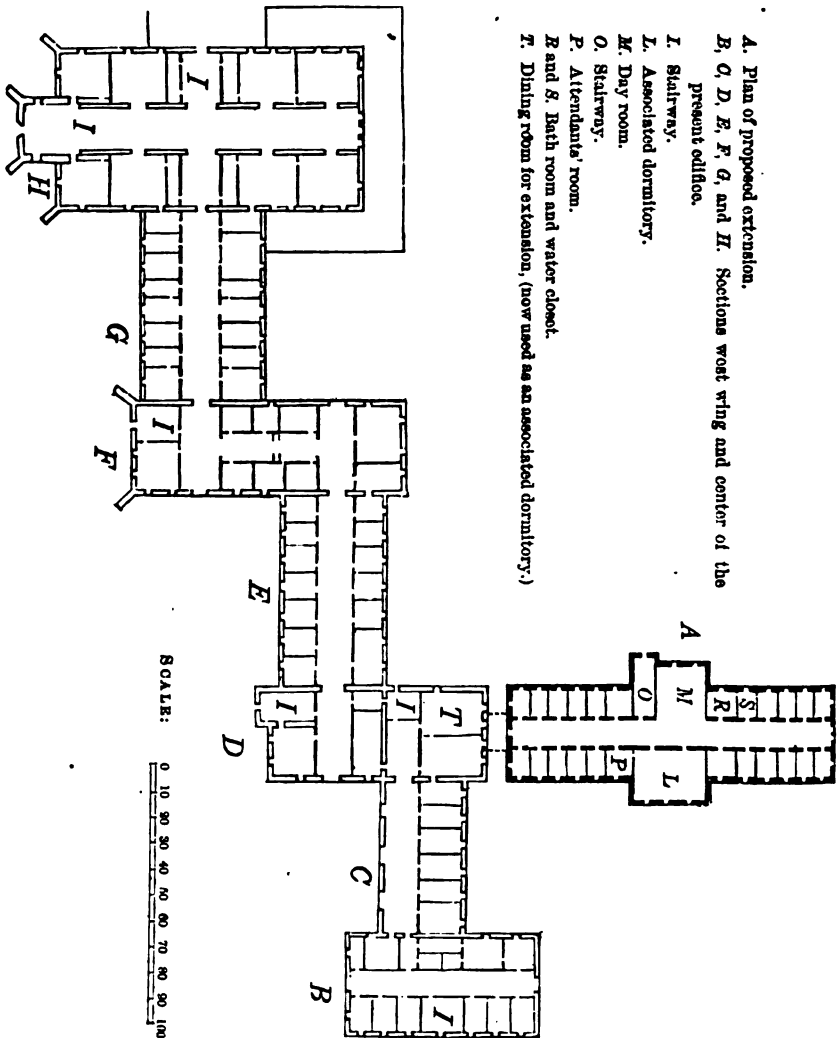 A. Plan of proposed extension.
B, C, D, E, F, G, and H. Sections west wing and center of the
present edifice.
I. Stairway.
L. Associated dormitory.
M. Day room.
O. Stairway.
P. Attendants' room.
R and S. Bath room and water closet.
T. Dining room for extension, (now used as an associated dormitory.)
A
O
M
R
S
P
L
I
I
H
G
I
F
E
I
I
T
D
C
B
I
SCALE:
0 10 20 30 40 50 60 70 80 90 100